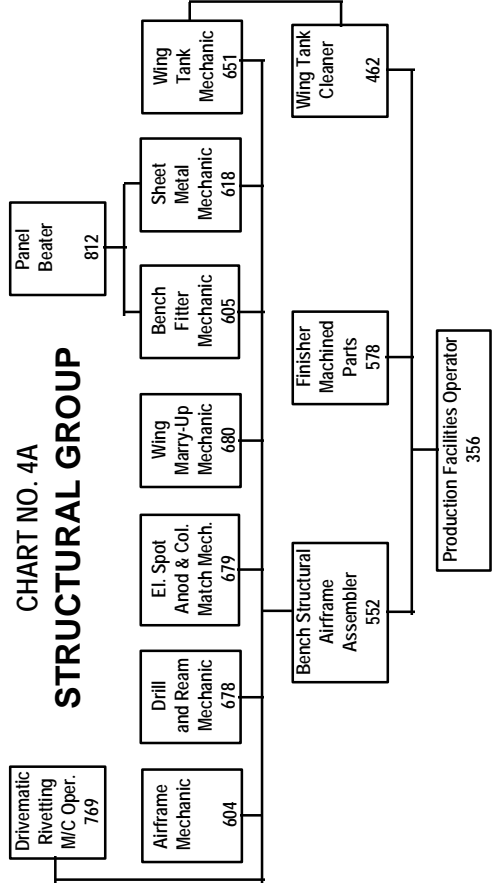 CHART NO. 4A
STRUCTURAL GROUP
Drivematic
Rivetting
M/C Oper.
769
Panel
Beater
812
Airframe
Mechanic
604
Drill
and Ream
Mechanic
678
El. Spot
Anod & Col.
Match Mech.
679
Wing
Marry-Up
Mechanic
680
Bench
Fitter
Mechanic
605
Sheet
Metal
Mechanic
618
Wing
Tank
Mechanic
651
Bench Structural
Airframe
Assembler
552
Finisher
Machined
Parts
578
Wing Tank
Cleaner
462
Production Facilities Operator
356